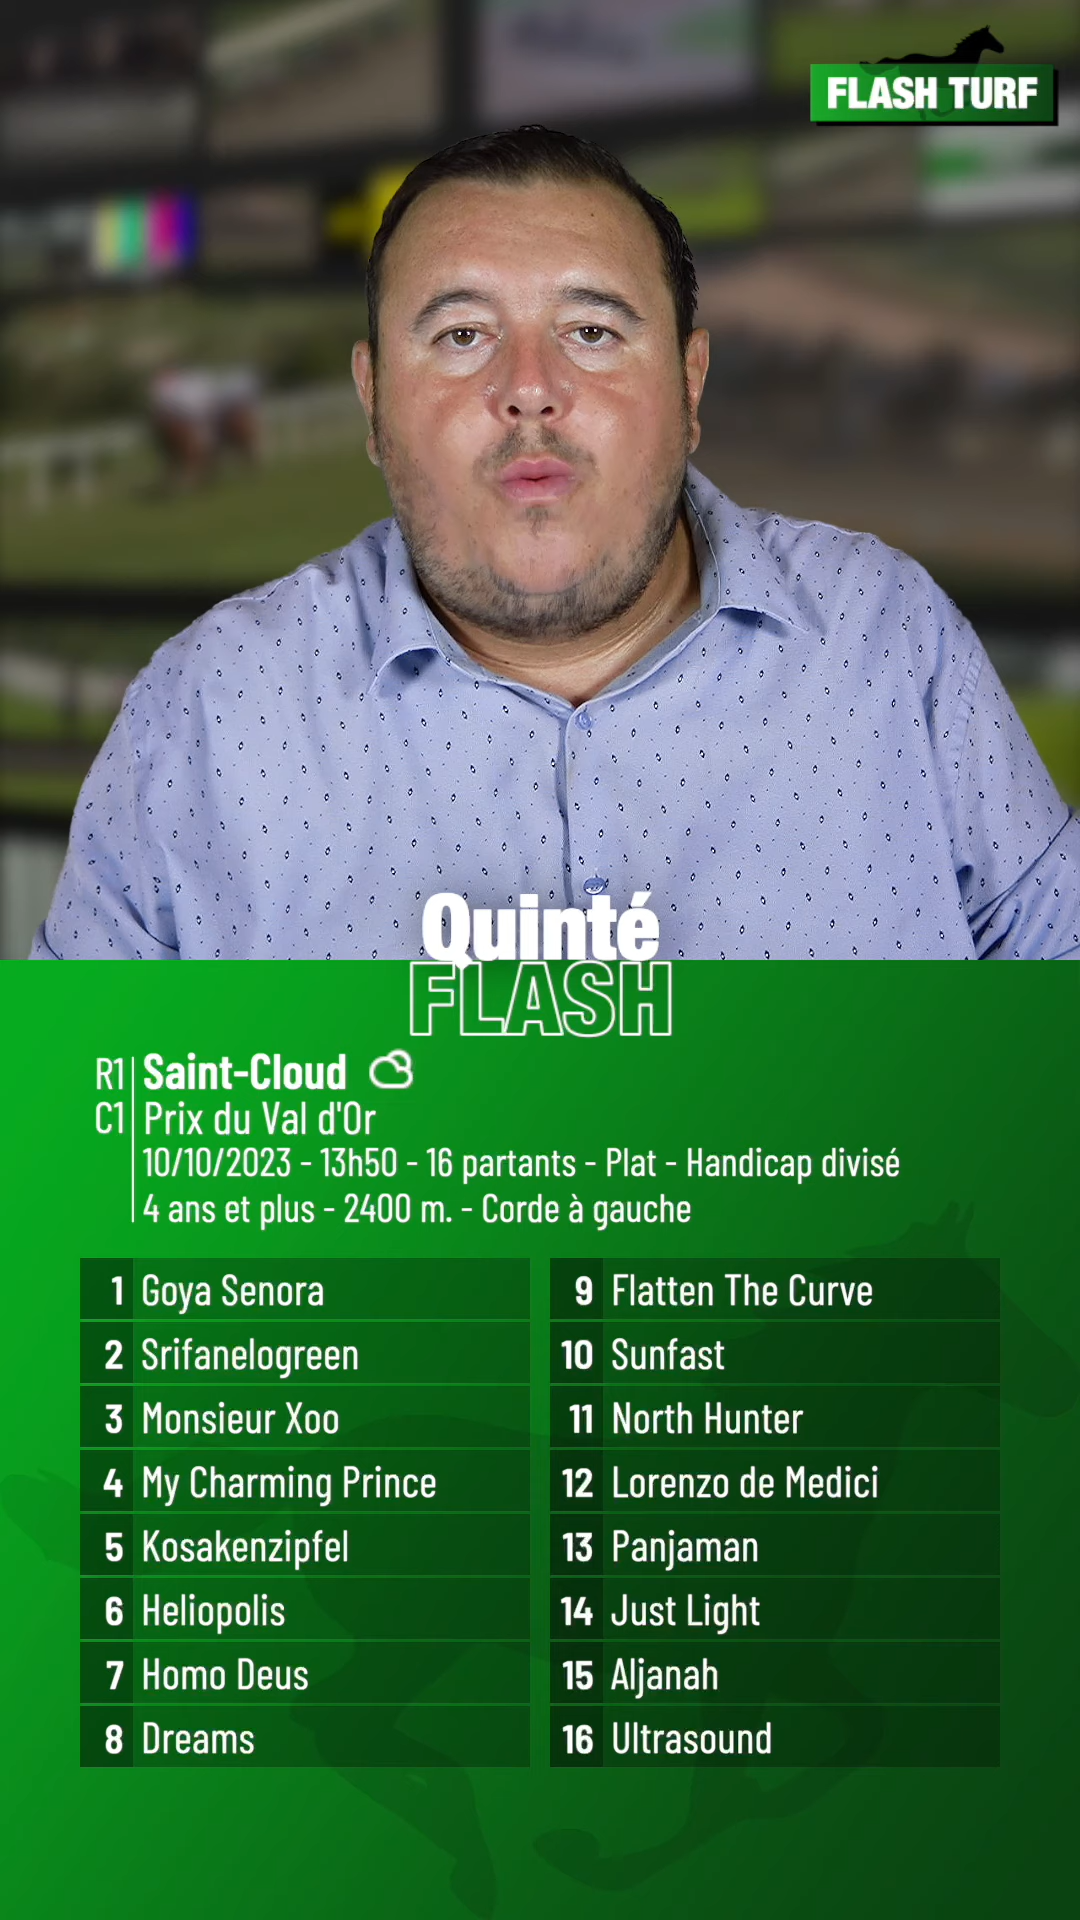 FLASH TURF
Quinté
FLASH
R1 Saint-Cloud
C1 Prix du Val d'Or
10/10/2023 - 13h50 - 16 partants - Plat - Handicap divisé
4 ans et plus - 2400 m. - Corde à gauche
1 Goya Senora
2 Srifanelogreen
3 Monsieur Xoo
4 My Charming Prince
5 Kosakenzipfel
6 Heliopolis
7 Homo Deus
8 Dreams
9 Flatten The Curve
10 Sunfast
11 North Hunter
12 Lorenzo de Medici
13 Panjaman
14 Just Light
15 Aljanah
16 Ultrasound